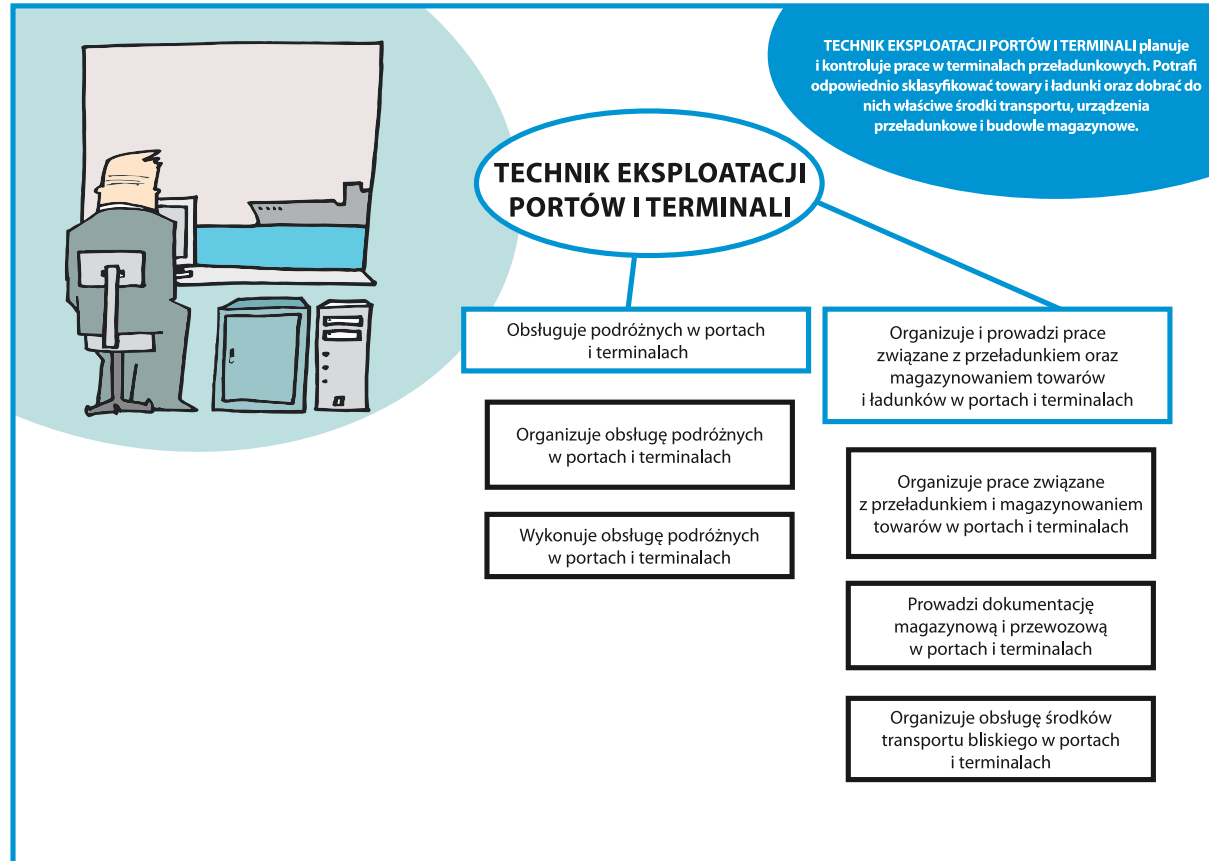 TECHNIK EKSPLOATACJI PORTÓW I TERMINALI planuje
i kontroluje prace w terminalach przeładunkowych. Potrafi
odpowiednio sklasyfikować towary i ładunki oraz dobrać do
nich właściwe środki transportu, urządzenia
przeładunkowe i budowle magazynowe.
TECHNIK EKSPLOATACJI
PORTÓW I TERMINALI
Obsługuje podróżnych w portach
i terminalach
Organizuje obsługę podróżnych
w portach i terminalach
Wykonuje obsługę podróżnych
w portach i terminalach
Organizuje i prowadzi prace
związane z przeładunkiem oraz
magazynowaniem towarów
i ładunków w portach i terminalach
Organizuje prace związane
z przeładunkiem i magazynowaniem
towarów w portach i terminalach
Prowadzi dokumentację
magazynową i przewozową
w portach i terminalach
Organizuje obsługę środków
transportu bliskiego w portach
i terminalach